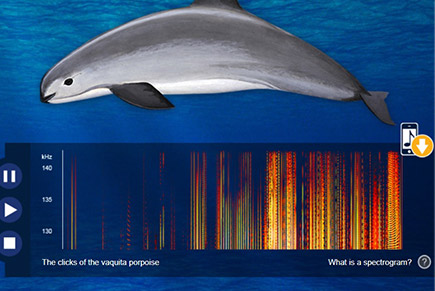 kHz
140
135
130
The clicks of the vaquita porpoise
What is a spectrogram? ?